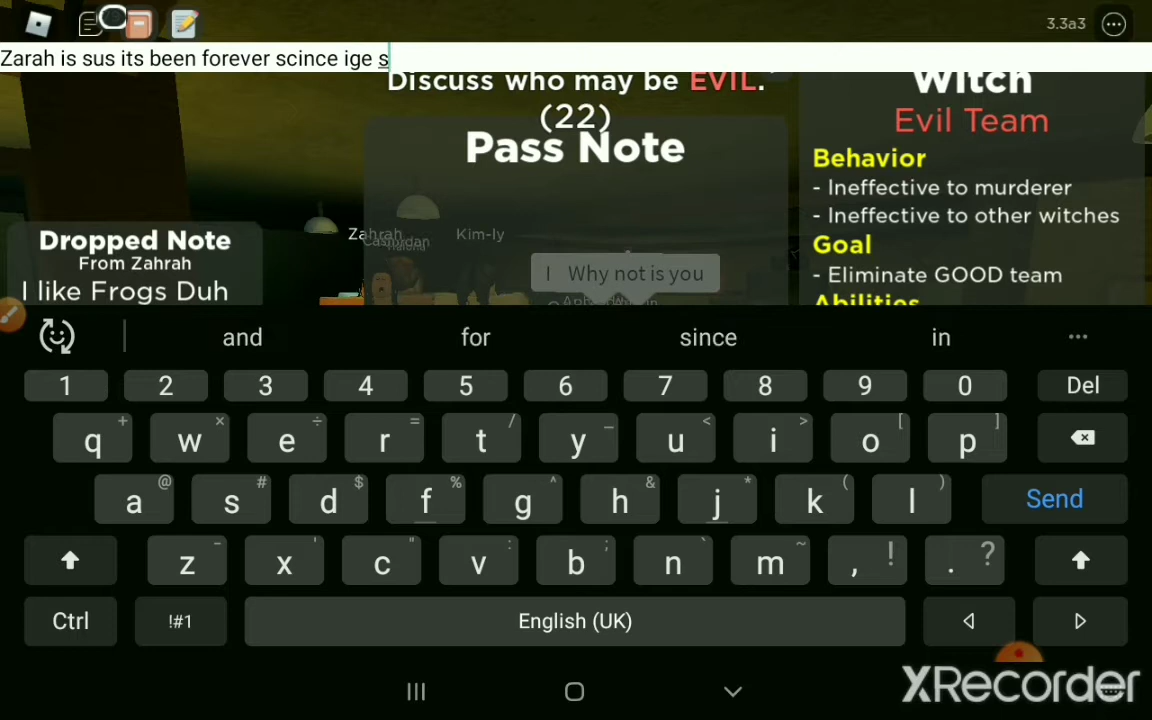 3.3a3
Zarah is sus its been forever scince ige s
Discuss who may be EVIL.
(22)
Pass Note
Witch
Evil Team
Behavior
- Ineffective to murderer
- Ineffective to other witches
Goal
- Eliminate GOOD team
Abilities
Dropped Note
From Zahrah
I like Frogs Duh
Zahrah
Kim-ly
I Why not is you
and for since in
1 2 3 4 5 6 7 8 9 0 Del
+ × ÷ = / _ < > [ ]
q w e r t y u i o p
@ # $ % ^ & * ( )
a s d f g h j k l Send
- ' " : ; ` ~ ! ?
z x c v b n m , .
Ctrl !#1 English (UK)
XRecorder